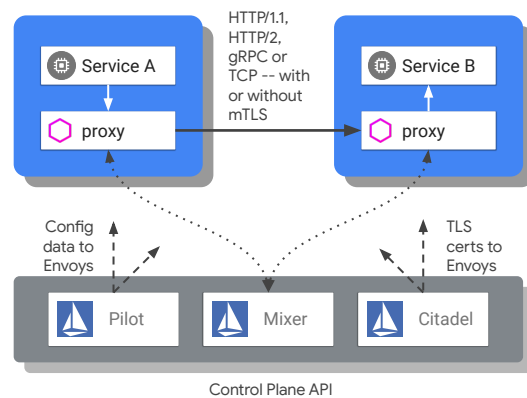 HTTP/1.1,
HTTP/2,
gRPC or
TCP -- with
or without
mTLS
Service A
proxy
Service B
proxy
Config
data to
Envoys
TLS
certs to
Envoys
Pilot
Mixer
Citadel
Control Plane API